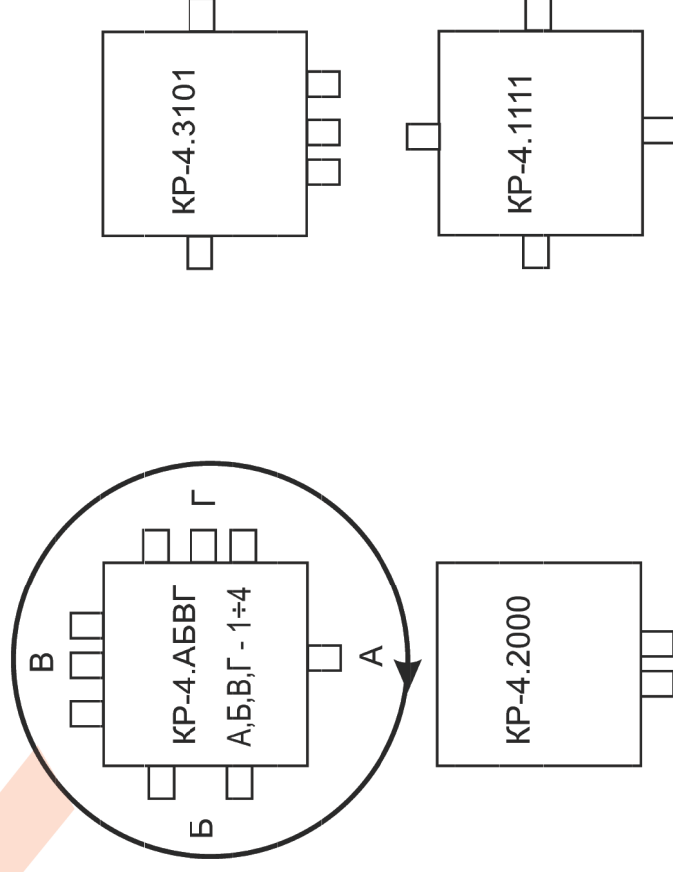 КР-4.3101
КР-4.1111
В
Г
КР-4.АБВГ
А,Б,В,Г - 1÷4
А
Б
КР-4.2000